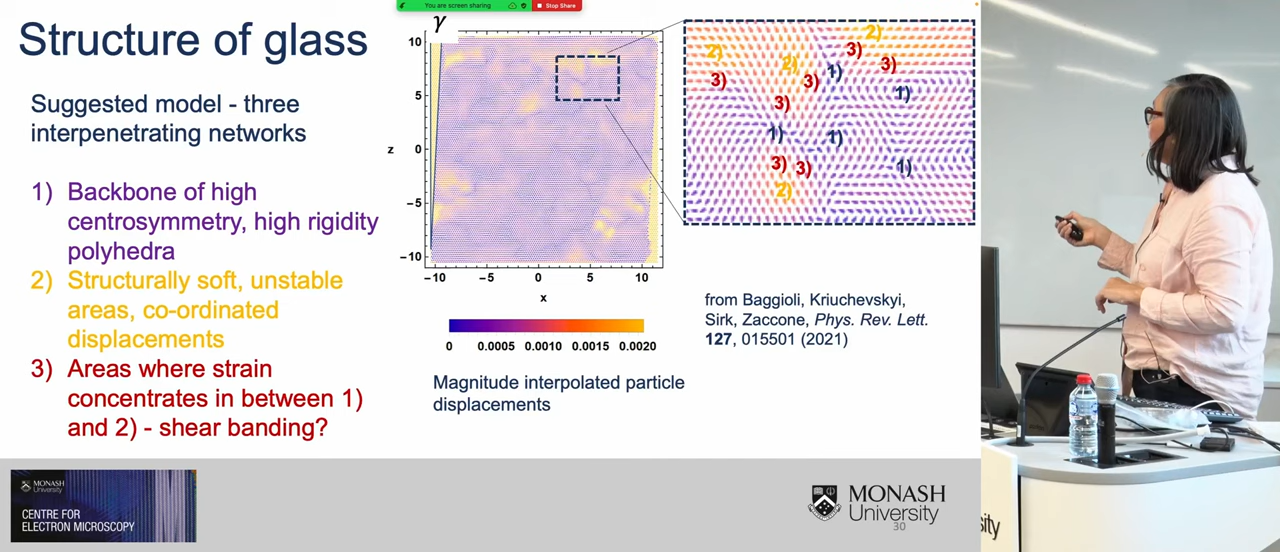 You are screen sharing
Stop Share
Structure of glass
Suggested model - three
interpenetrating networks
1) Backbone of high
centrosymmetry, high rigidity
polyhedra
2) Structurally soft, unstable
areas, co-ordinated
displacements
3) Areas where strain
concentrates in between 1)
and 2) - shear banding?
γ
10
5
z
0
−5
−10
−10
−5
0
5
10
x
0
0.0005
0.0010
0.0015
0.0020
Magnitude interpolated particle
displacements
2)
2)
3)
3)
2)
3)
3)
1)
3)
1)
1)
1)
3)
3)
1)
2)
from Baggioli, Kriuchevskyi,
Sirk, Zaccone, Phys. Rev. Lett.
127, 015501 (2021)
MONASH
University
CENTRE FOR
ELECTRON MICROSCOPY
MONASH
University
30
sity